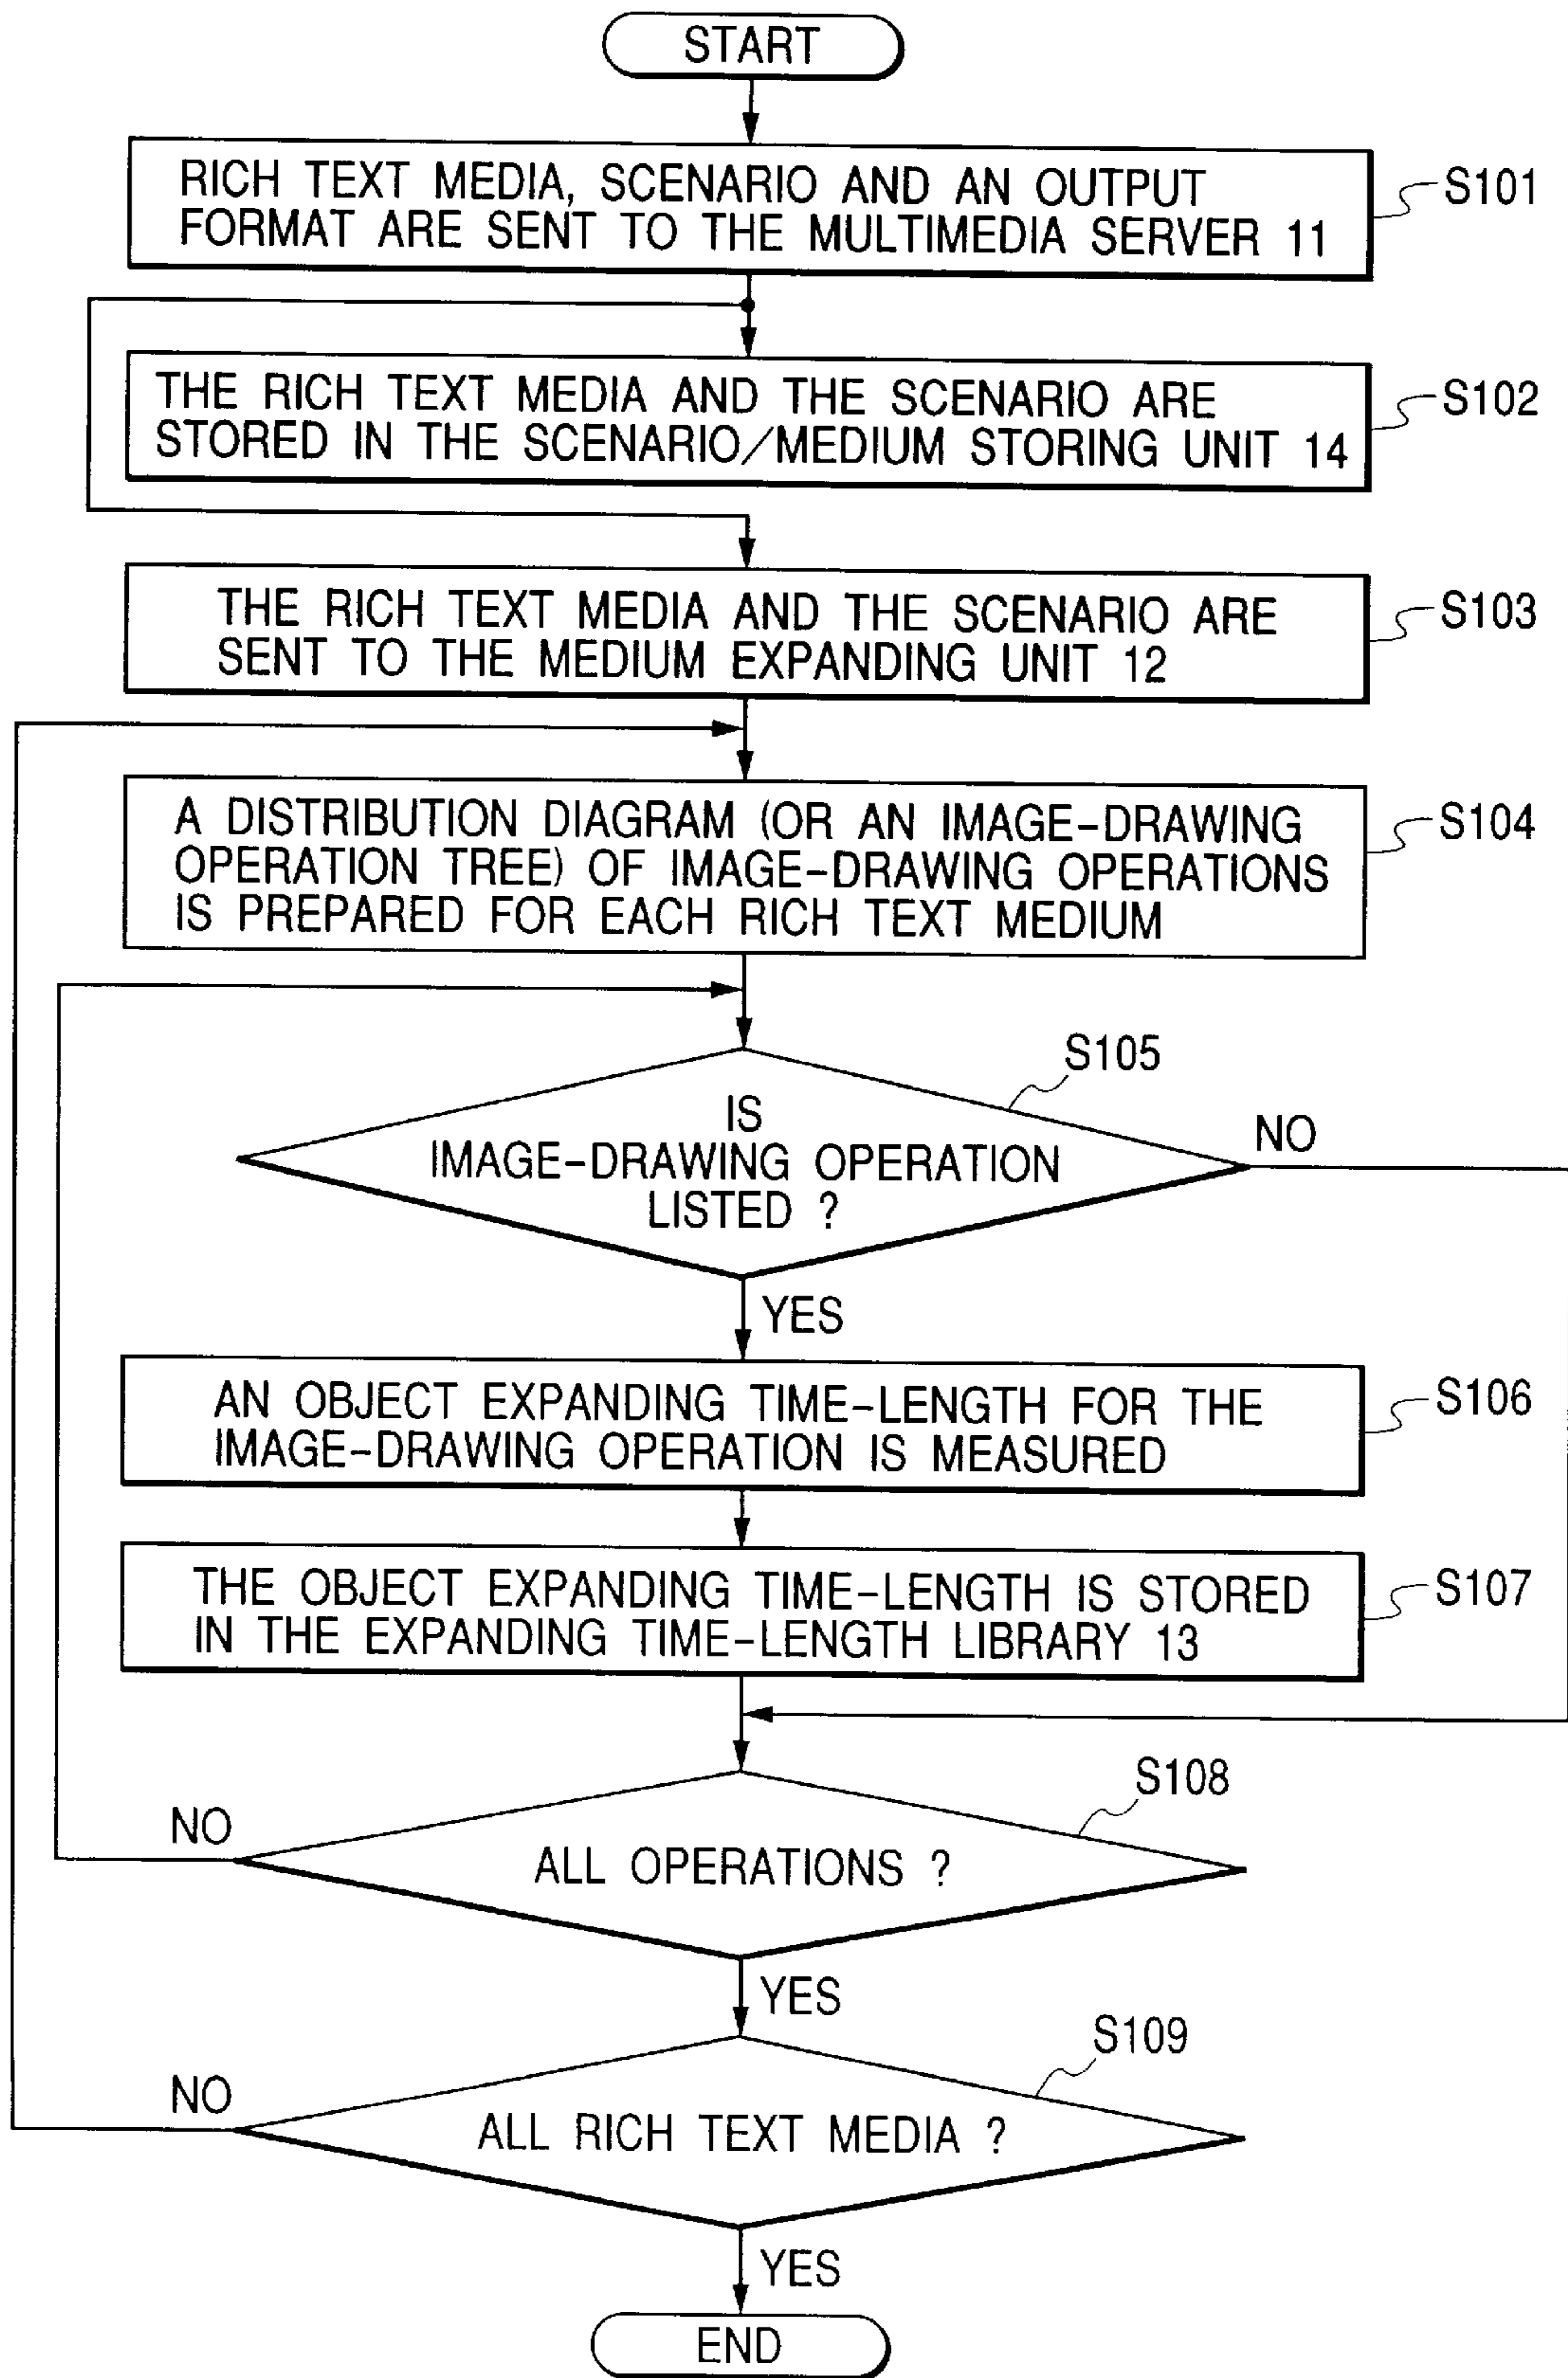 START
RICH TEXT MEDIA, SCENARIO AND AN OUTPUT
FORMAT ARE SENT TO THE MULTIMEDIA SERVER 11
S101
THE RICH TEXT MEDIA AND THE SCENARIO ARE
STORED IN THE SCENARIO/MEDIUM STORING UNIT 14
S102
THE RICH TEXT MEDIA AND THE SCENARIO ARE
SENT TO THE MEDIUM EXPANDING UNIT 12
S103
A DISTRIBUTION DIAGRAM (OR AN IMAGE-DRAWING
OPERATION TREE) OF IMAGE-DRAWING OPERATIONS
IS PREPARED FOR EACH RICH TEXT MEDIUM
S104
S105
IS
IMAGE-DRAWING OPERATION
LISTED ?
NO
YES
AN OBJECT EXPANDING TIME-LENGTH FOR THE
IMAGE-DRAWING OPERATION IS MEASURED
S106
THE OBJECT EXPANDING TIME-LENGTH IS STORED
IN THE EXPANDING TIME-LENGTH LIBRARY 13
S107
S108
NO
ALL OPERATIONS ?
YES
S109
NO
ALL RICH TEXT MEDIA ?
YES
END